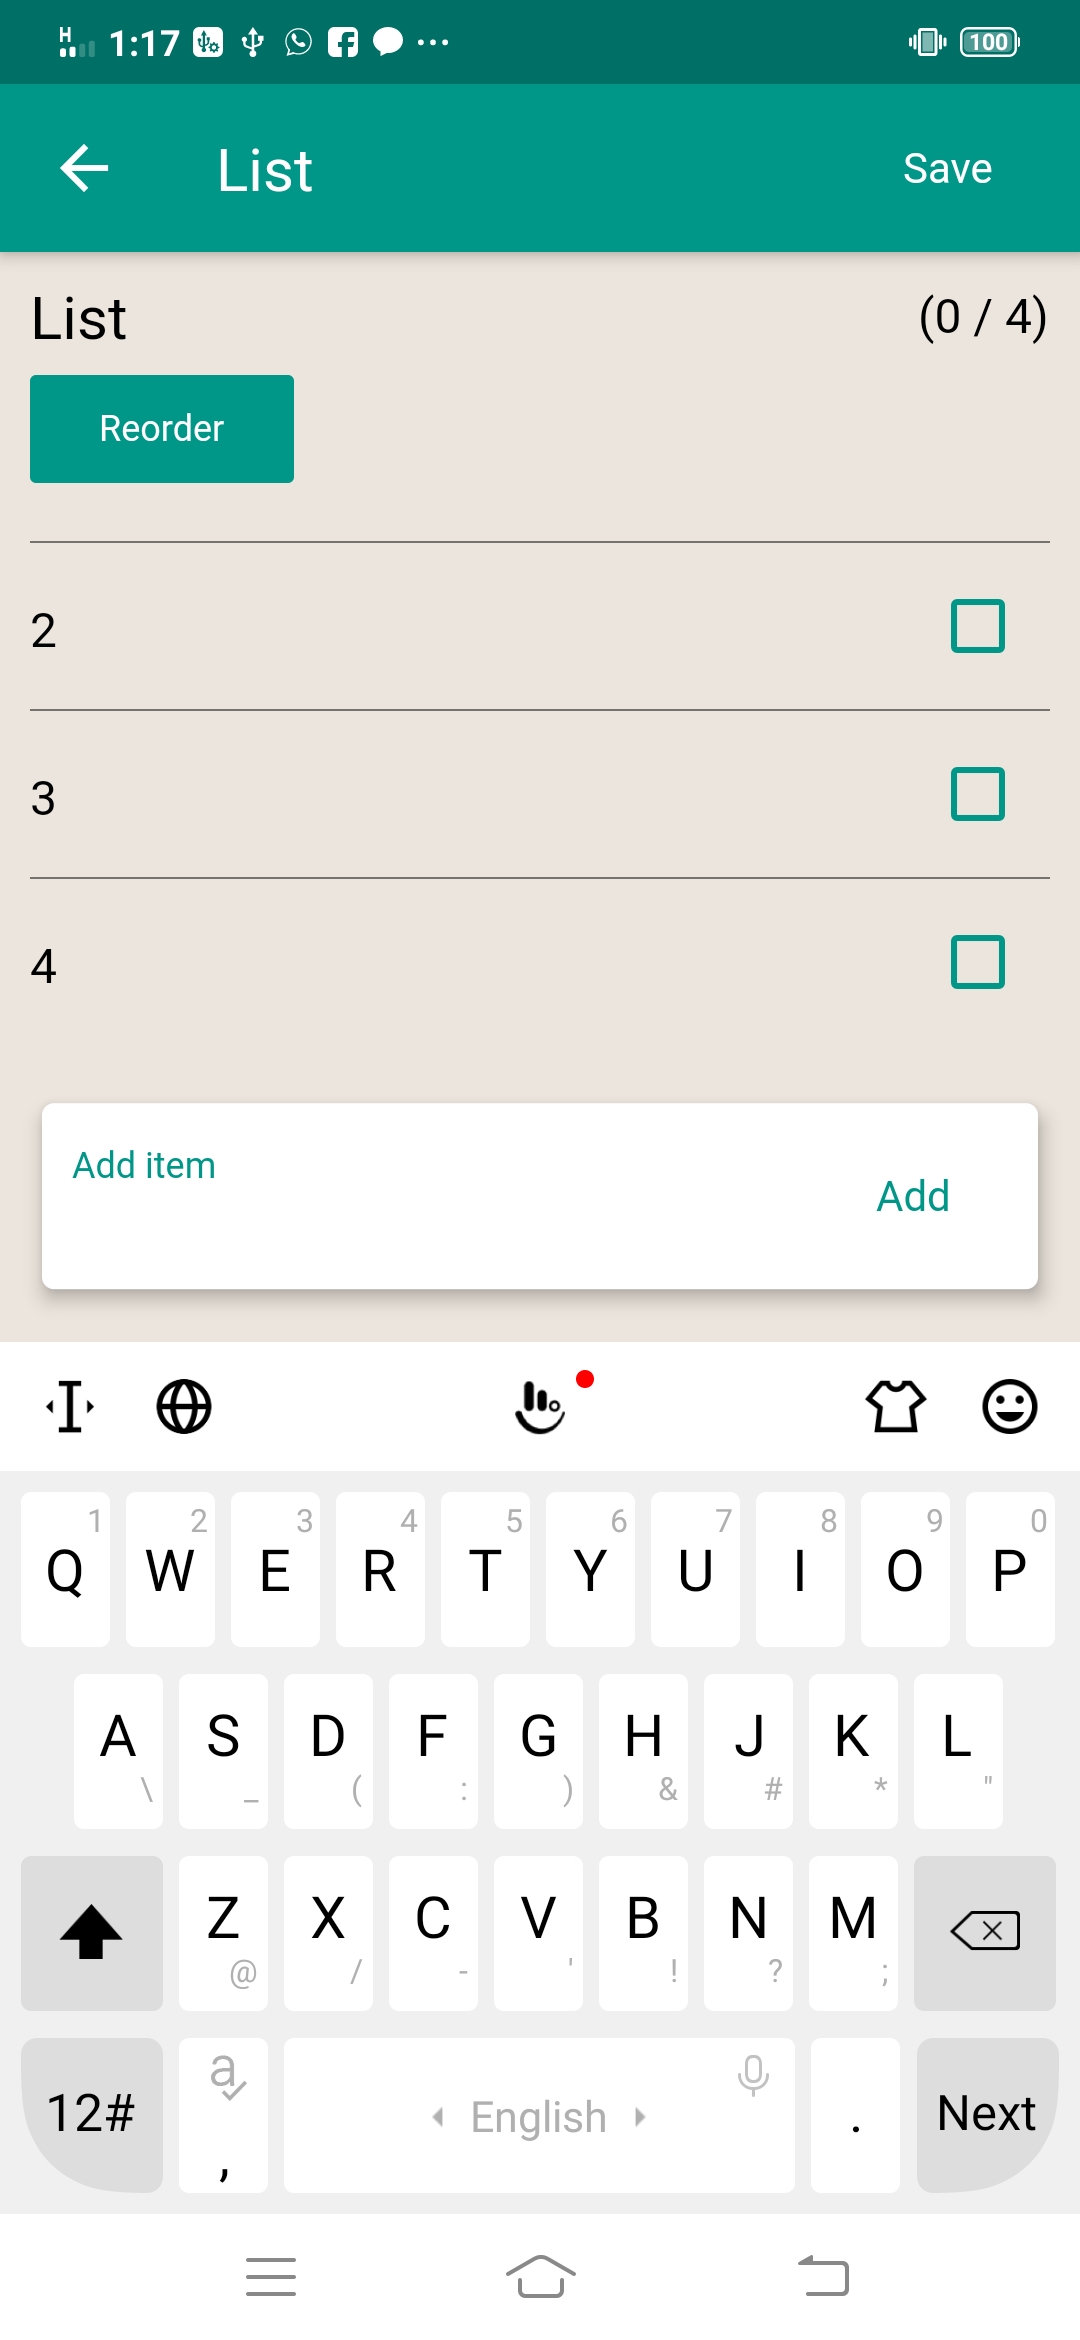 H 1:17 100
List Save
List (0 / 4)
Reorder
2
3
4
Add item
Add
1 2 3 4 5 6 7 8 9 0
Q W E R T Y U I O P
A S D F G H J K L
\ _ ( : ) & # * "
Z X C V B N M
@ / - ' ! ? ;
12# a , English . Next